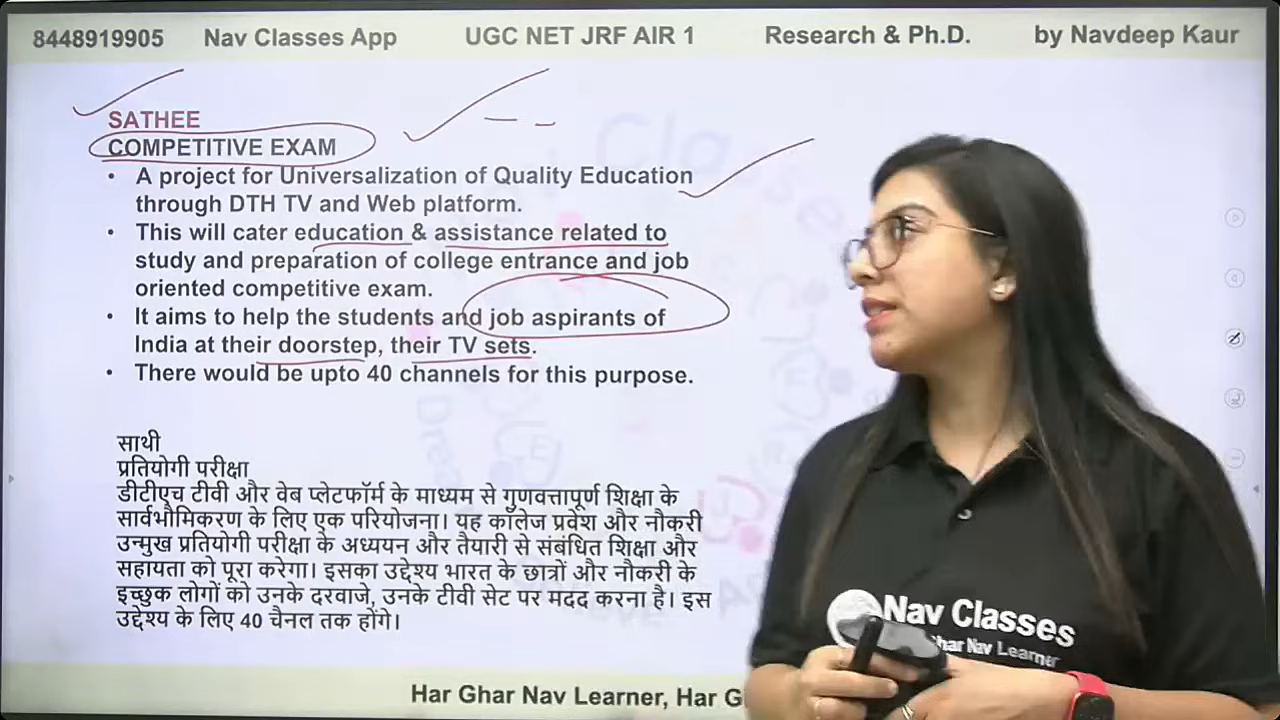 8448919905 Nav Classes App UGC NET JRF AIR 1 Research & Ph.D. by Navdeep Kaur
SATHEE
COMPETITIVE EXAM
• A project for Universalization of Quality Education
through DTH TV and Web platform.
• This will cater education & assistance related to
study and preparation of college entrance and job
oriented competitive exam.
• It aims to help the students and job aspirants of
India at their doorstep, their TV sets.
• There would be upto 40 channels for this purpose.
साथी
प्रतियोगी परीक्षा
डीटीएच टीवी और वेब प्लेटफॉर्म के माध्यम से गुणवत्तापूर्ण शिक्षा के
सार्वभौमिकरण के लिए एक परियोजना। यह कॉलेज प्रवेश और नौकरी
उन्मुख प्रतियोगी परीक्षा के अध्ययन और तैयारी से संबंधित शिक्षा और
सहायता को पूरा करेगा। इसका उद्देश्य भारत के छात्रों और नौकरी के
इच्छुक लोगों को उनके दरवाजे, उनके टीवी सेट पर मदद करना है। इस
उद्देश्य के लिए 40 चैनल तक होंगे।
Nav Classes
har Nav Learner
Har Ghar Nav Learner, Har G